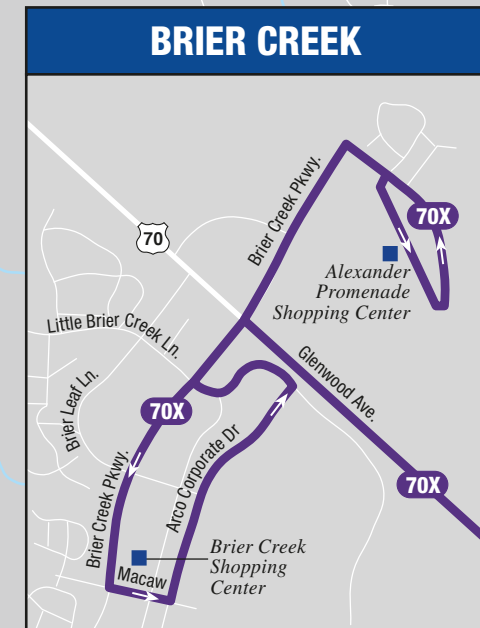 BRIER CREEK
Brier Creek Pkwy.
70X
70
Alexander
Promenade
Shopping Center
Little Brier Creek Ln.
Glenwood Ave.
Brier Leaf Ln.
70X
Arco Corporate Dr
Brier Creek Pkwy.
70X
Brier Creek
Shopping
Center
Macaw